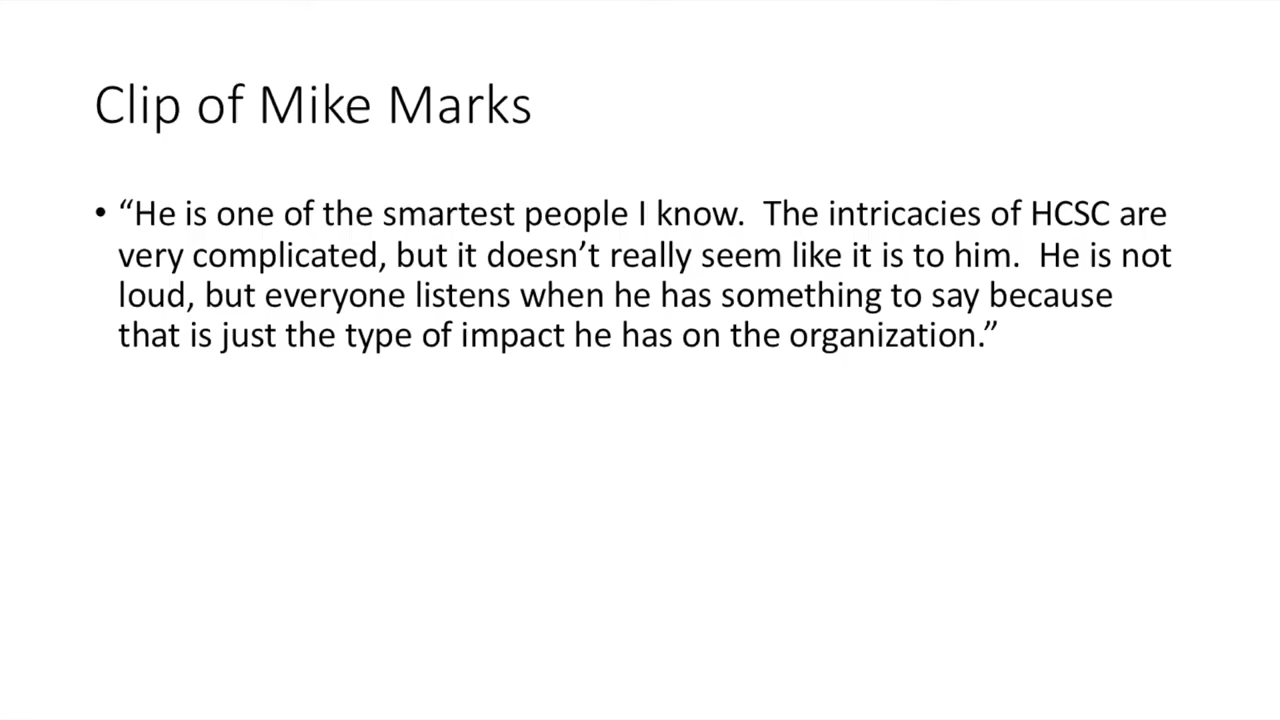 Clip of Mike Marks
• “He is one of the smartest people I know.  The intricacies of HCSC are
very complicated, but it doesn’t really seem like it is to him.  He is not
loud, but everyone listens when he has something to say because
that is just the type of impact he has on the organization.”